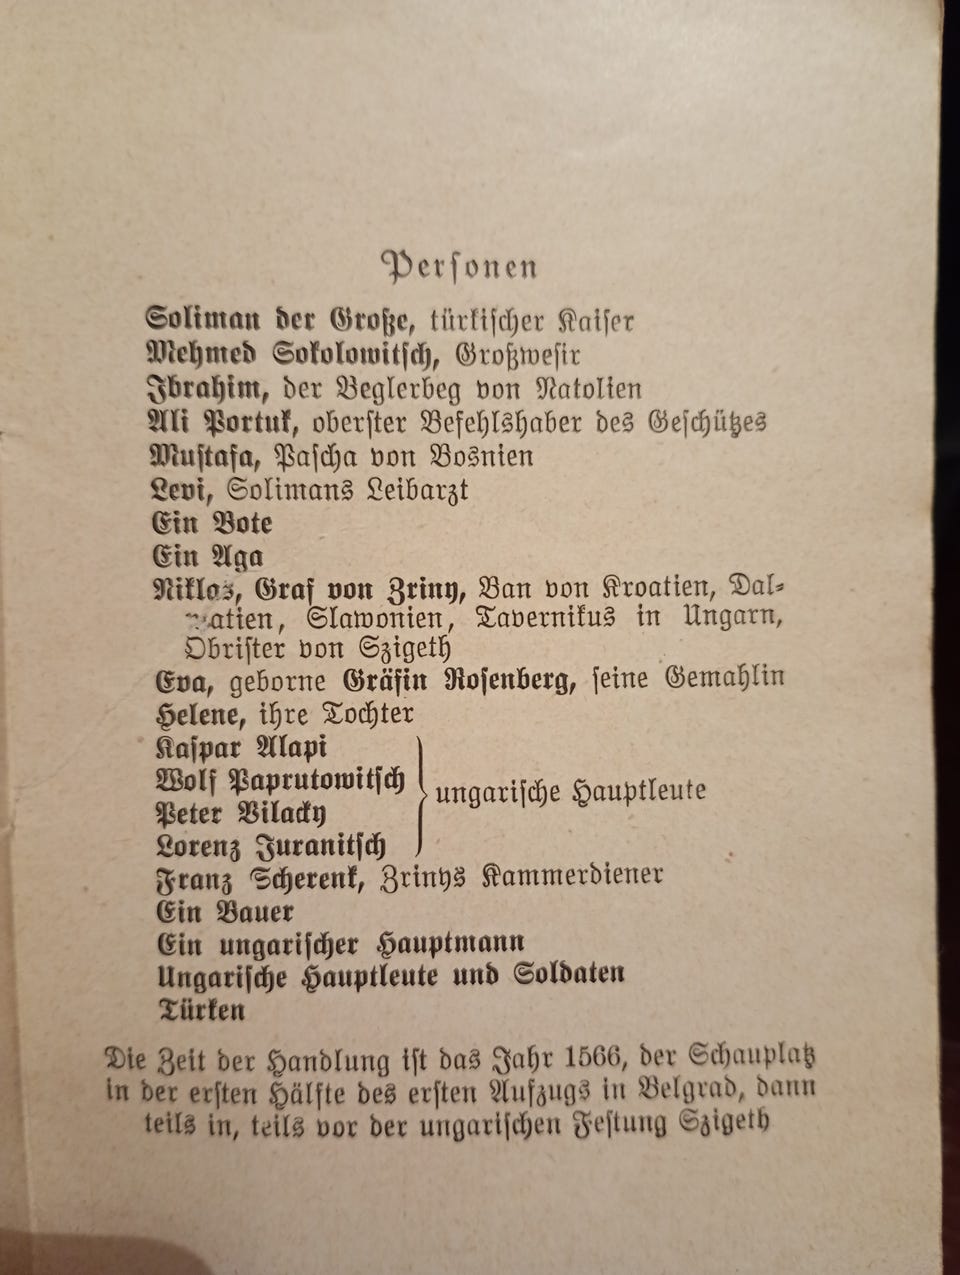 Personen
Soliman der Große, türkischer Kaiser
Mehmed Sokolowitsch, Großwesir
Ibrahim, der Beglerbeg von Natolien
Ali Portuk, oberster Befehlshaber des Geschützes
Mustafa, Pascha von Bosnien
Levi, Solimans Leibarzt
Ein Bote
Ein Aga
Niklas, Graf von Zriny, Ban von Kroatien, Dal-
matien, Slawonien, Tavernikus in Ungarn,
Obrister von Szigeth
Eva, geborne Gräfin Rosenberg, seine Gemahlin
Helene, ihre Tochter
Kaspar Alapi
Wolf Paprutowitsch
Peter Vilacky
Lorenz Juranitsch
ungarische Hauptleute
Franz Scherenk, Zrinys Kammerdiener
Ein Bauer
Ein ungarischer Hauptmann
Ungarische Hauptleute und Soldaten
Türken
Die Zeit der Handlung ist das Jahr 1566, der Schauplatz
in der ersten Hälfte des ersten Aufzugs in Belgrad, dann
teils in, teils vor der ungarischen Festung Szigeth